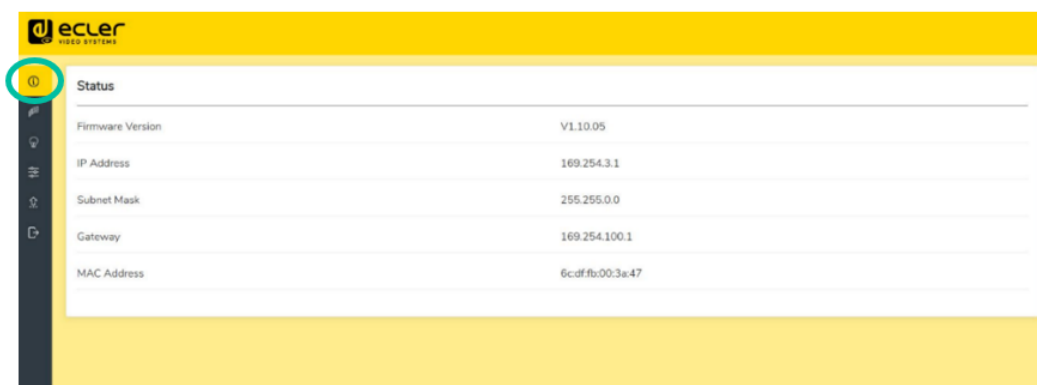 ecler
VIDEO SYSTEMS
Status
Firmware Version V1.10.05
IP Address 169.254.3.1
Subnet Mask 255.255.0.0
Gateway 169.254.100.1
MAC Address 6c:df:fb:00:3a:47